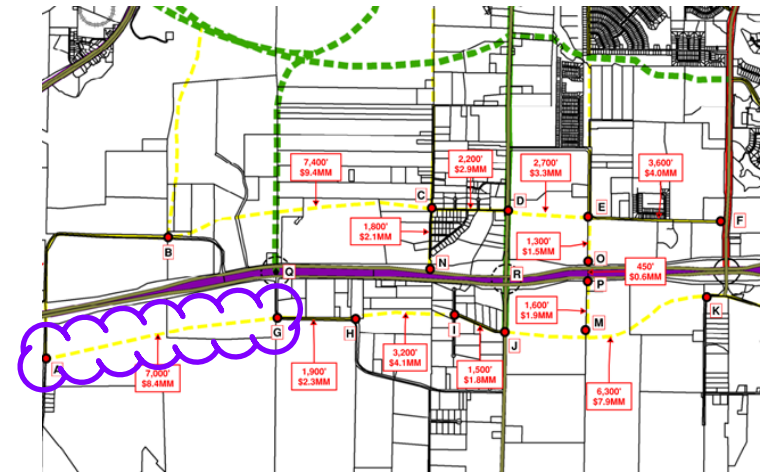 7,400'
$9.4MM
2,200'
$2.9MM
2,700'
$3.3MM
3,600'
$4.0MM
C
D
E
F
1,800'
$2.1MM
B
1,300'
$1.5MM
N
O
Q
R
P
450'
$0.6MM
K
1,600'
$1.9MM
G
H
I
J
M
A
7,000'
$8.4MM
1,900'
$2.3MM
3,200'
$4.1MM
1,500'
$1.8MM
6,300'
$7.9MM